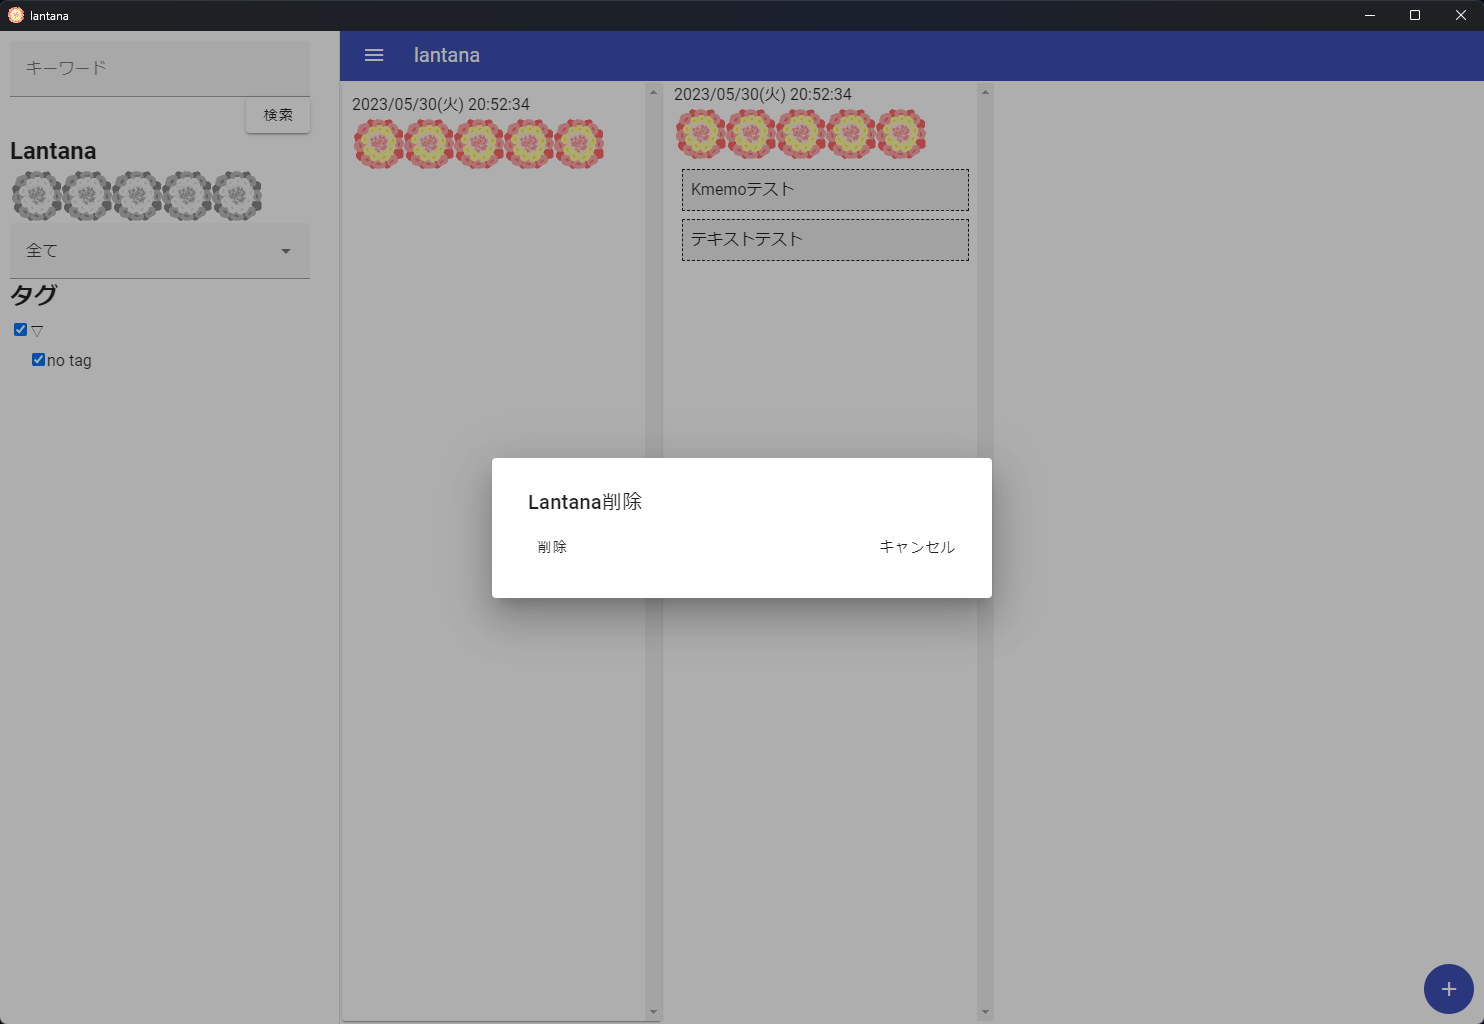 lantana
キーワード
検索
Lantana
全て
タグ
▽
no tag
lantana
2023/05/30(火) 20:52:34
2023/05/30(火) 20:52:34
Kmemoテスト
テキストテスト
Lantana削除
削除
キャンセル